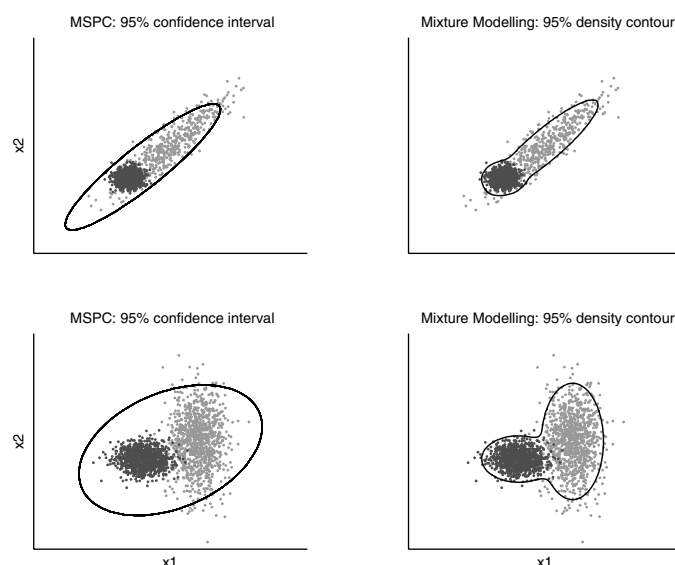 MSPC: 95% confidence interval
Mixture Modelling: 95% density contour
x2
MSPC: 95% confidence interval
Mixture Modelling: 95% density contour
x2
x1
x1